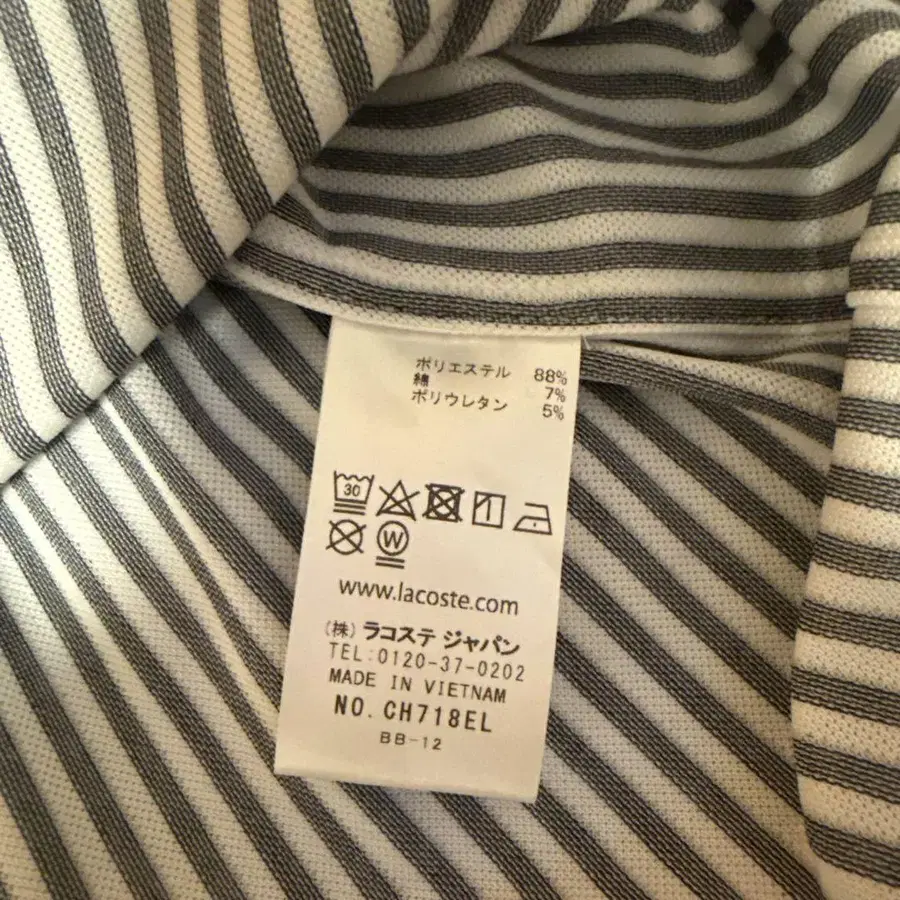 ポリエステル 88%
綿 7%
ポリウレタン 5%
30
W
www.lacoste.com
(株) ラコステ ジャパン
TEL:0120-37-0202
MADE IN VIETNAM
NO. CH718EL
BB-12